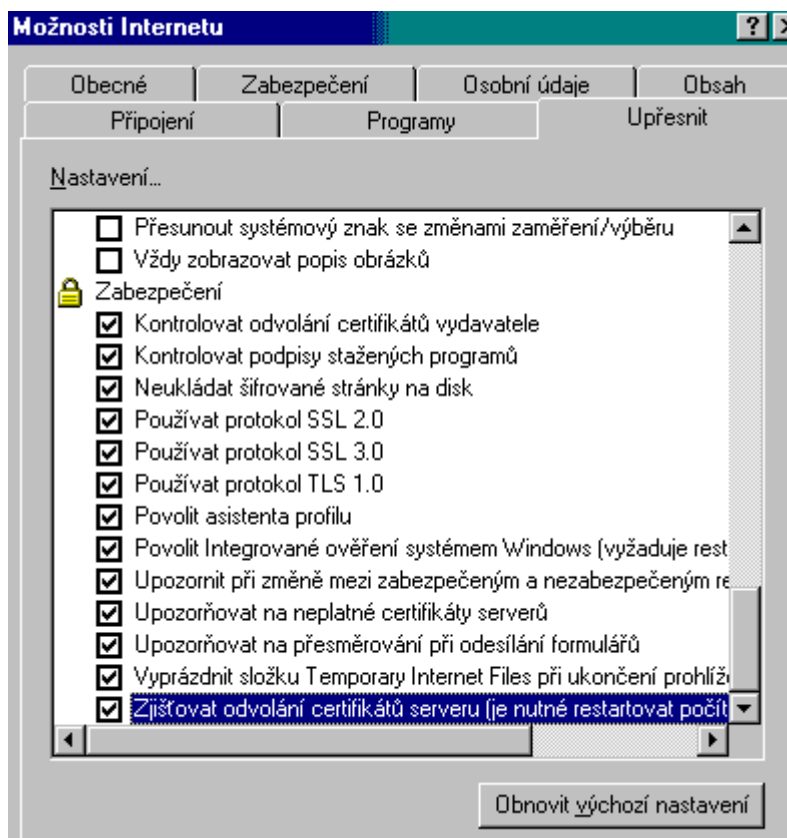 Možnosti Internetu
Obecné Zabezpečení Osobní údaje Obsah
Připojení Programy Upřesnit
Nastavení...
Přesunout systémový znak se změnami zaměření/výběru
Vždy zobrazovat popis obrázků
Zabezpečení
Kontrolovat odvolání certifikátů vydavatele
Kontrolovat podpisy stažených programů
Neukládat šifrované stránky na disk
Používat protokol SSL 2.0
Používat protokol SSL 3.0
Používat protokol TLS 1.0
Povolit asistenta profilu
Povolit Integrované ověření systémem Windows (vyžaduje rest
Upozornit při změně mezi zabezpečeným a nezabezpečeným re
Upozorňovat na neplatné certifikáty serverů
Upozorňovat na přesměrování při odesílání formulářů
Vyprázdnit složku Temporary Internet Files při ukončení prohlíže
Zjišťovat odvolání certifikátů serveru (je nutné restartovat počít
Obnovit výchozí nastavení